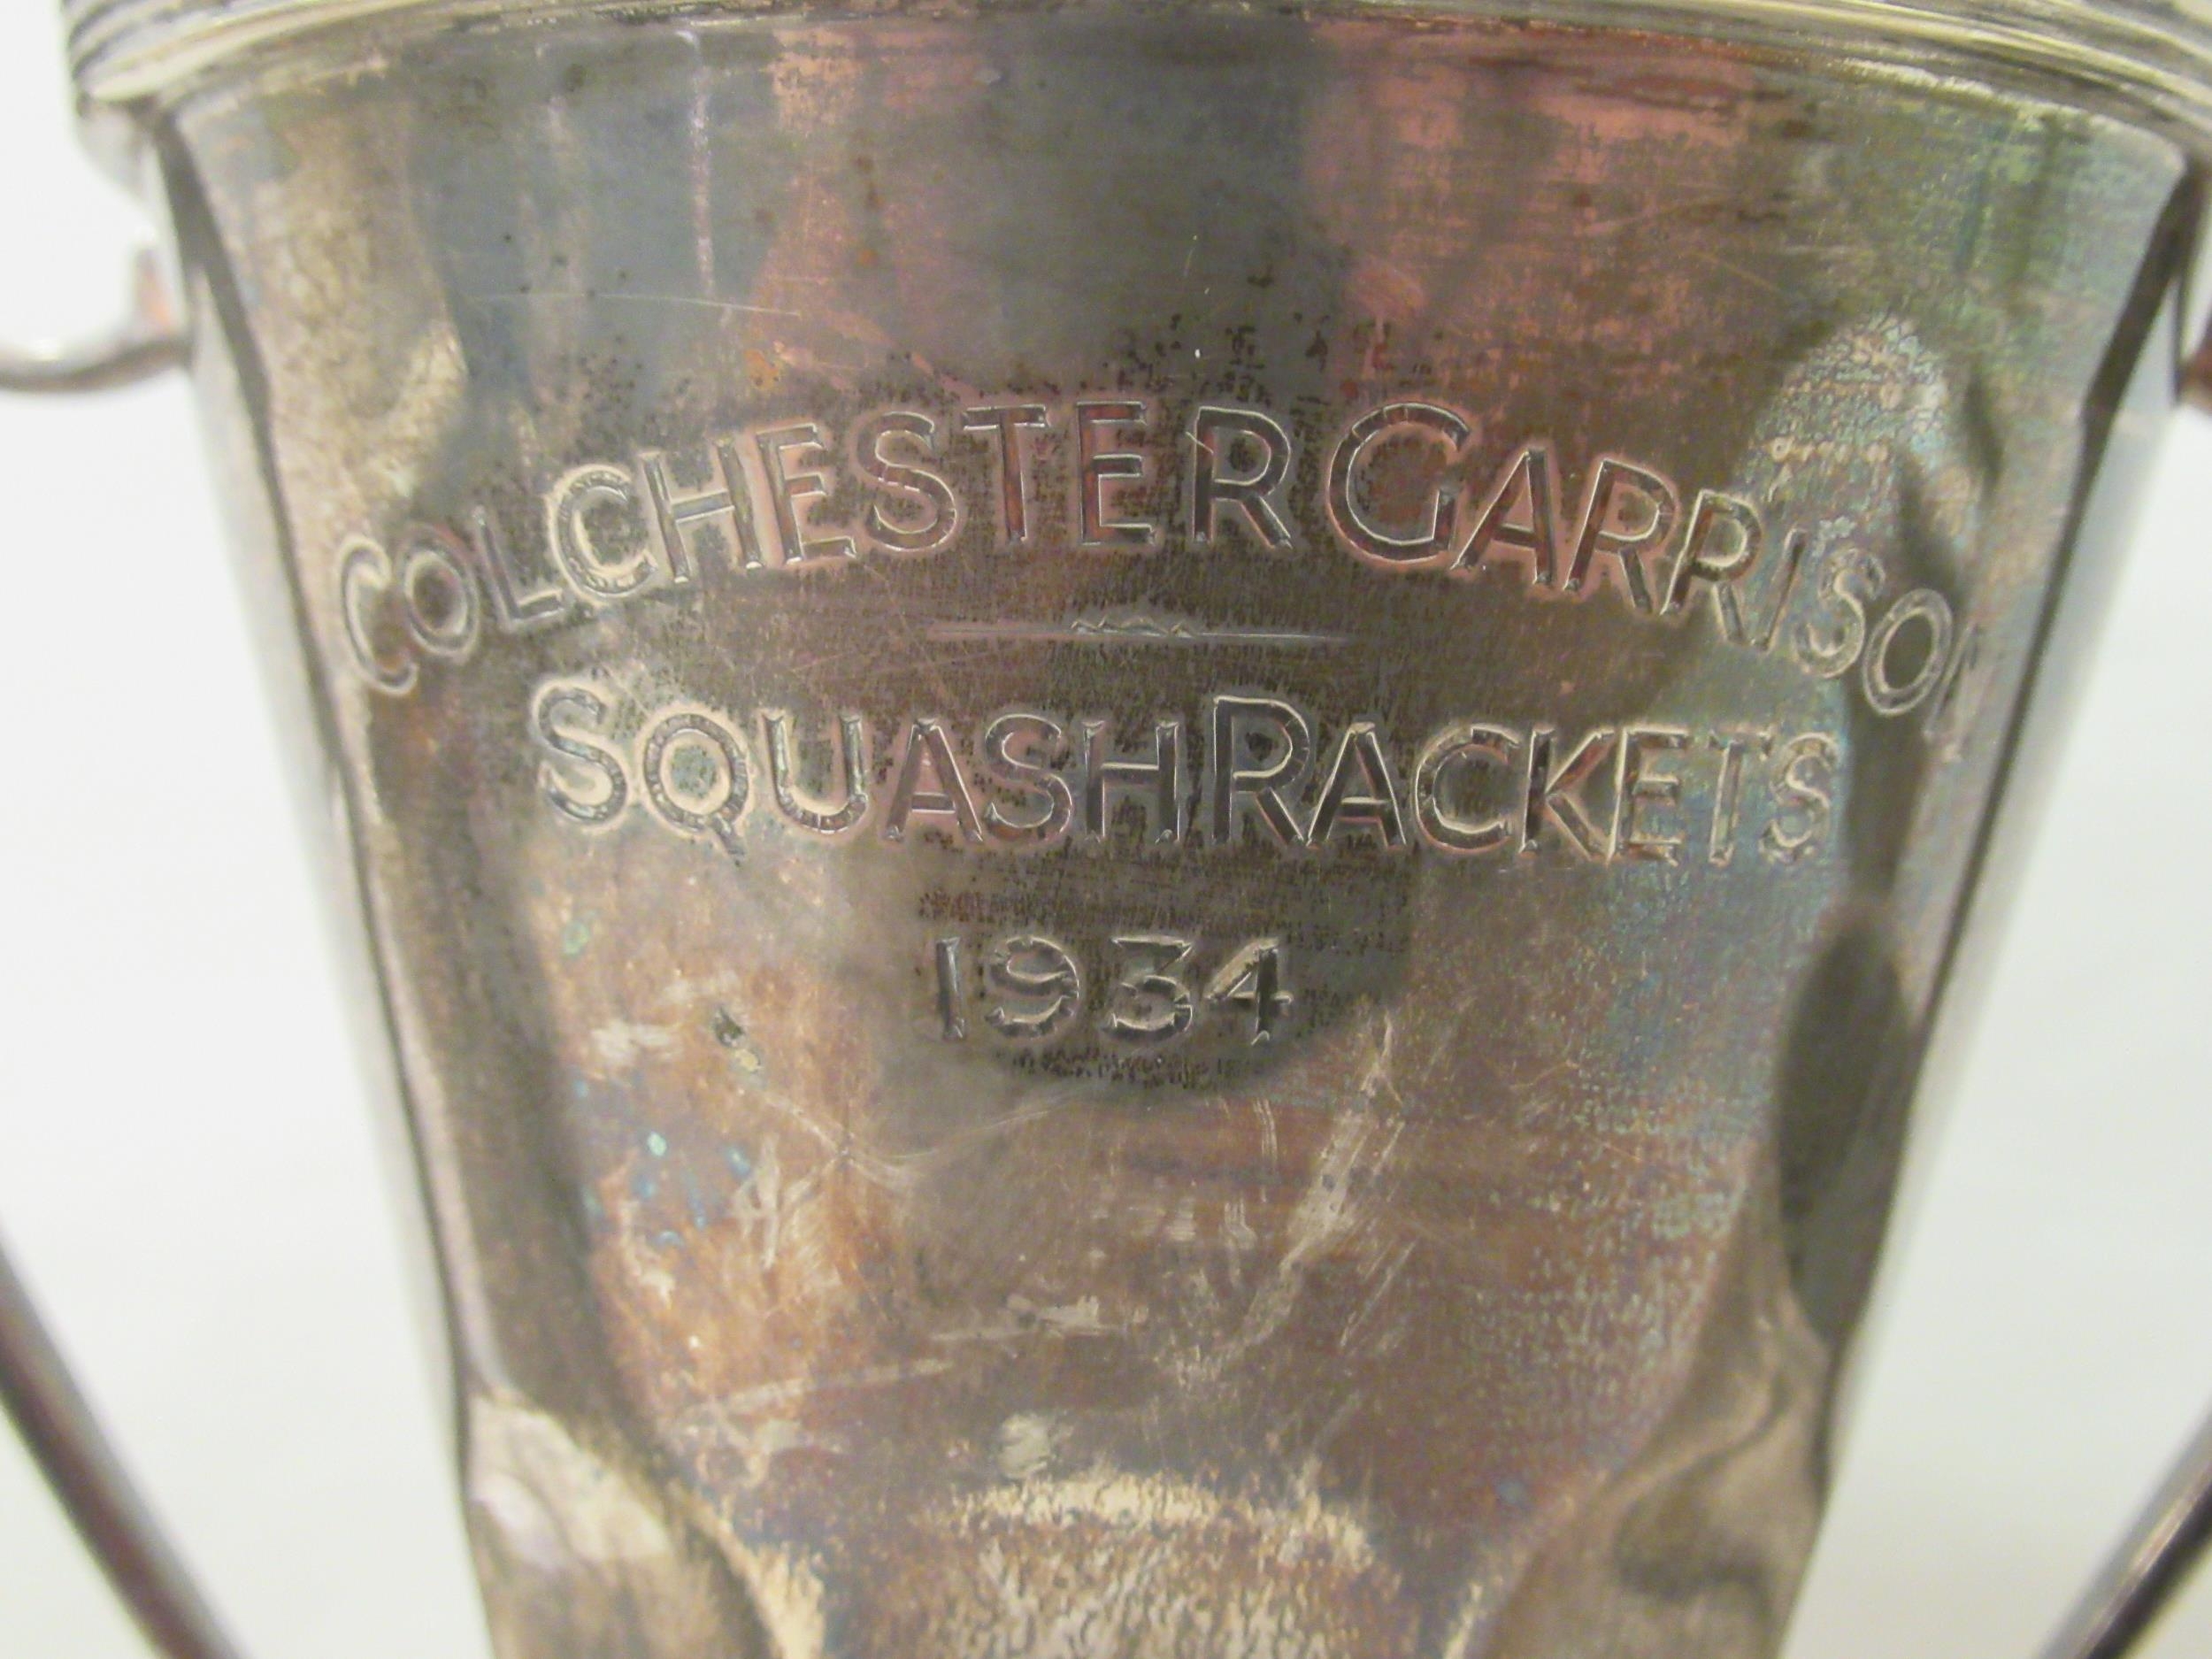 COLCHESTER GARRISON
SQUASH RACKETS
1934